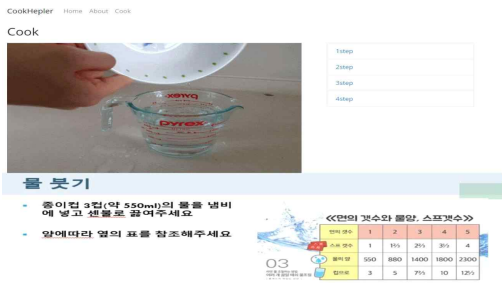 CookHepler Home About Cook
Cook
1step
2step
3step
4step
PYREX
물 붓기
종이컵 3컵(약 550ml)의 물을 냄비
에 넣고 센불로 끓여주세요
양에따라 옆의 표를 참조해주세요
<<면의 갯수와 물양, 스프갯수>>
면의 갯수 1 2 3 4 5
스프 갯수 1 1½ 2½ 3½ 4
물의 양 550 880 1400 1800 2300
컵으로 3 5 7½ 10 12½
03